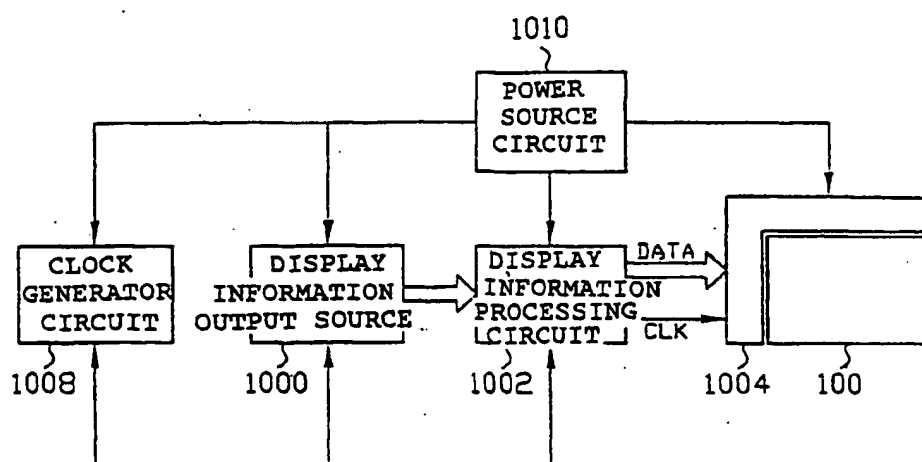 1010
POWER
SOURCE
CIRCUIT
CLOCK
GENERATOR
CIRCUIT
DISPLAY
INFORMATION
OUTPUT SOURCE
DISPLAY
INFORMATION
PROCESSING
CIRCUIT
DATA
CLK
1008
1000
1002
1004
100